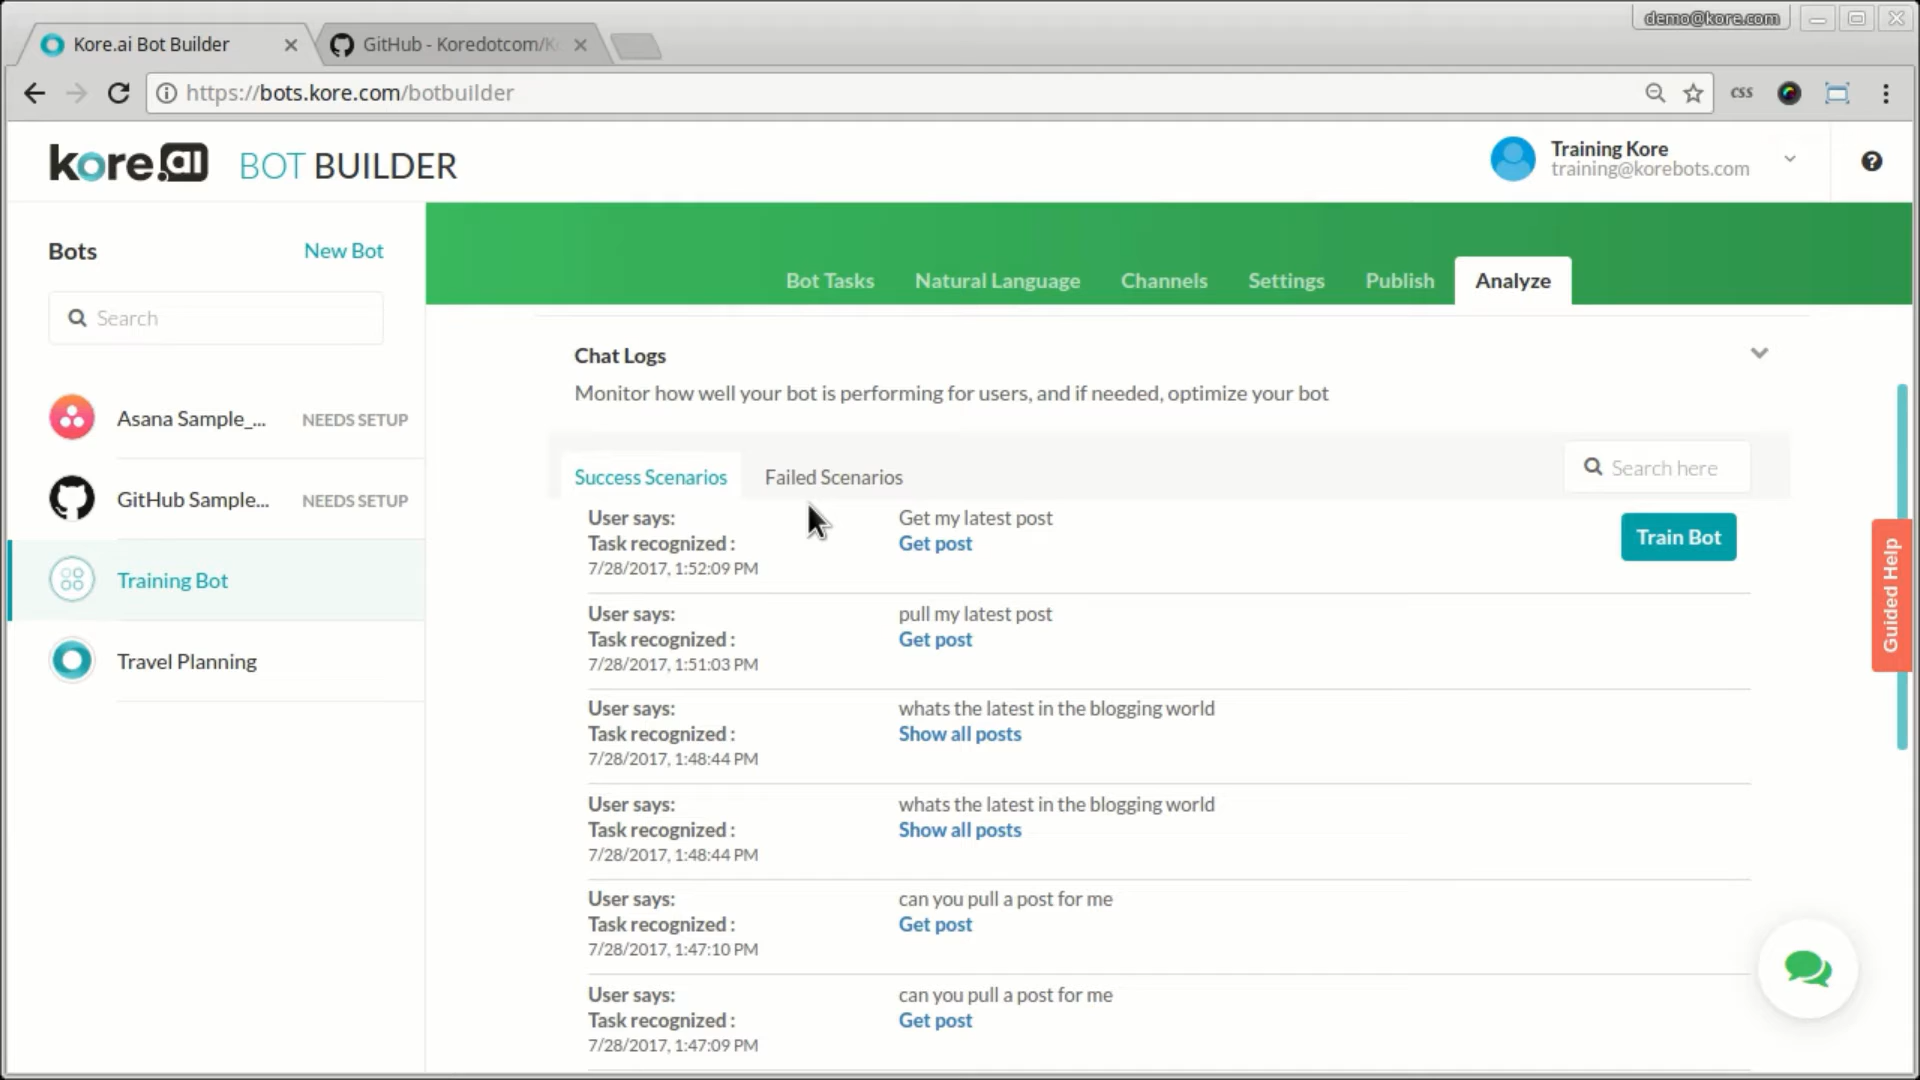 demo@kore.com
Kore.ai Bot Builder
GitHub - Koredotcom/K
https://bots.kore.com/botbuilder
css
kore.ai BOT BUILDER
Training Kore
training@korebots.com
Bots
New Bot
Search
Asana Sample_... NEEDS SETUP
GitHub Sample... NEEDS SETUP
Training Bot
Travel Planning
Bot Tasks Natural Language Channels Settings Publish Analyze
Chat Logs
Monitor how well your bot is performing for users, and if needed, optimize your bot
Success Scenarios Failed Scenarios
Search here
User says: Get my latest post
Task recognized : Get post
7/28/2017, 1:52:09 PM
Train Bot
User says: pull my latest post
Task recognized : Get post
7/28/2017, 1:51:03 PM
User says: whats the latest in the blogging world
Task recognized : Show all posts
7/28/2017, 1:48:44 PM
User says: whats the latest in the blogging world
Task recognized : Show all posts
7/28/2017, 1:48:44 PM
User says: can you pull a post for me
Task recognized : Get post
7/28/2017, 1:47:10 PM
User says: can you pull a post for me
Task recognized : Get post
7/28/2017, 1:47:09 PM
Guided Help